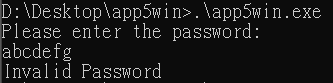 D:\Desktop\app5win>.\app5win.exe
Please enter the password:
abcdefg
Invalid Password